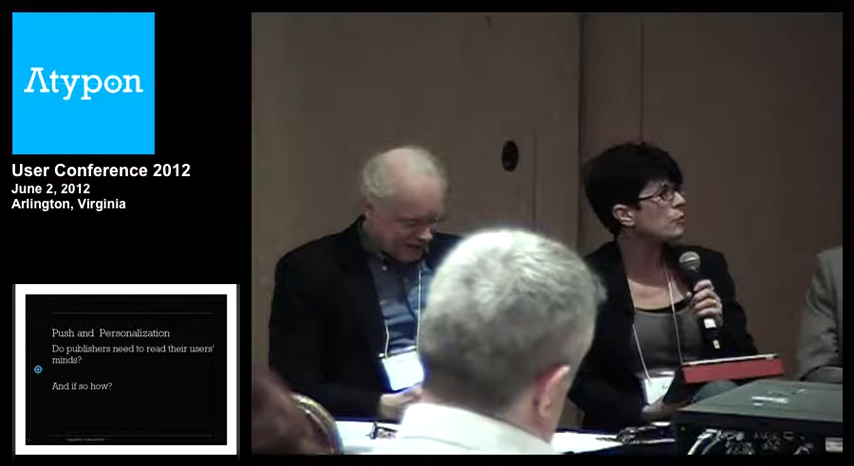 Atypon
User Conference 2012
June 2, 2012
Arlington, Virginia
Push and Personalization
Do publishers need to read their users'
minds?
And if so how?